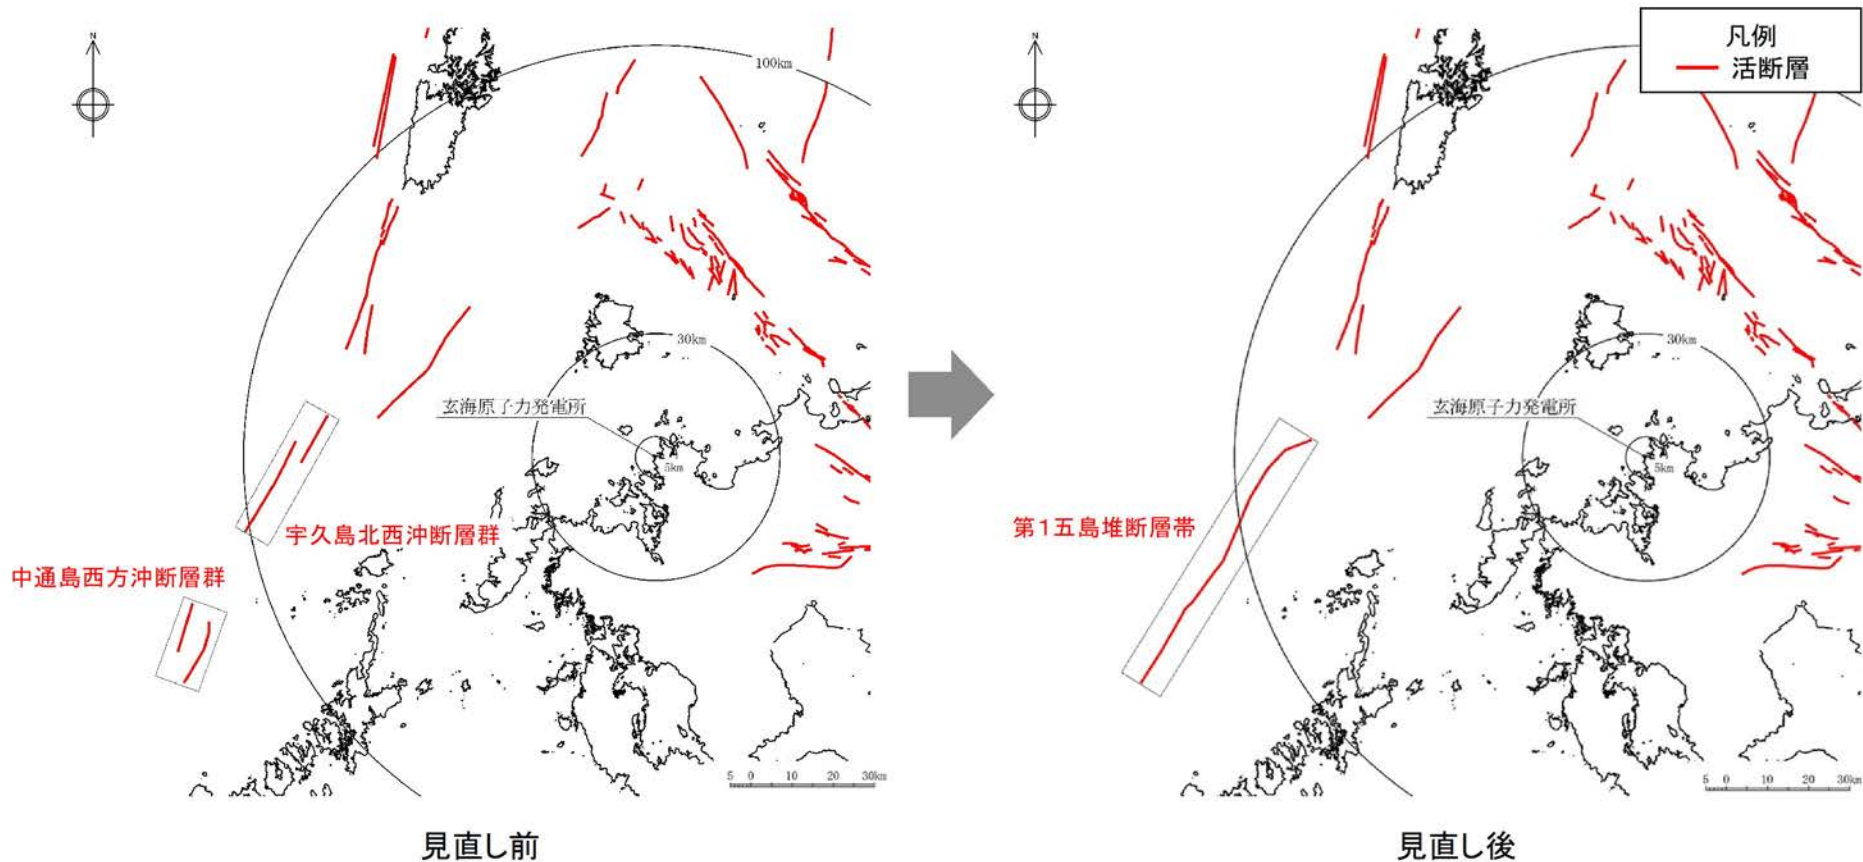 N
100km
30km
玄海原子力発電所
5km
宇久島北西沖断層群
中通島西方沖断層群
5 0 10 20 30km
見直し前
N
凡例
活断層
30km
玄海原子力発電所
5km
第1五島堆断層帯
5 0 10 20 30km
見直し後